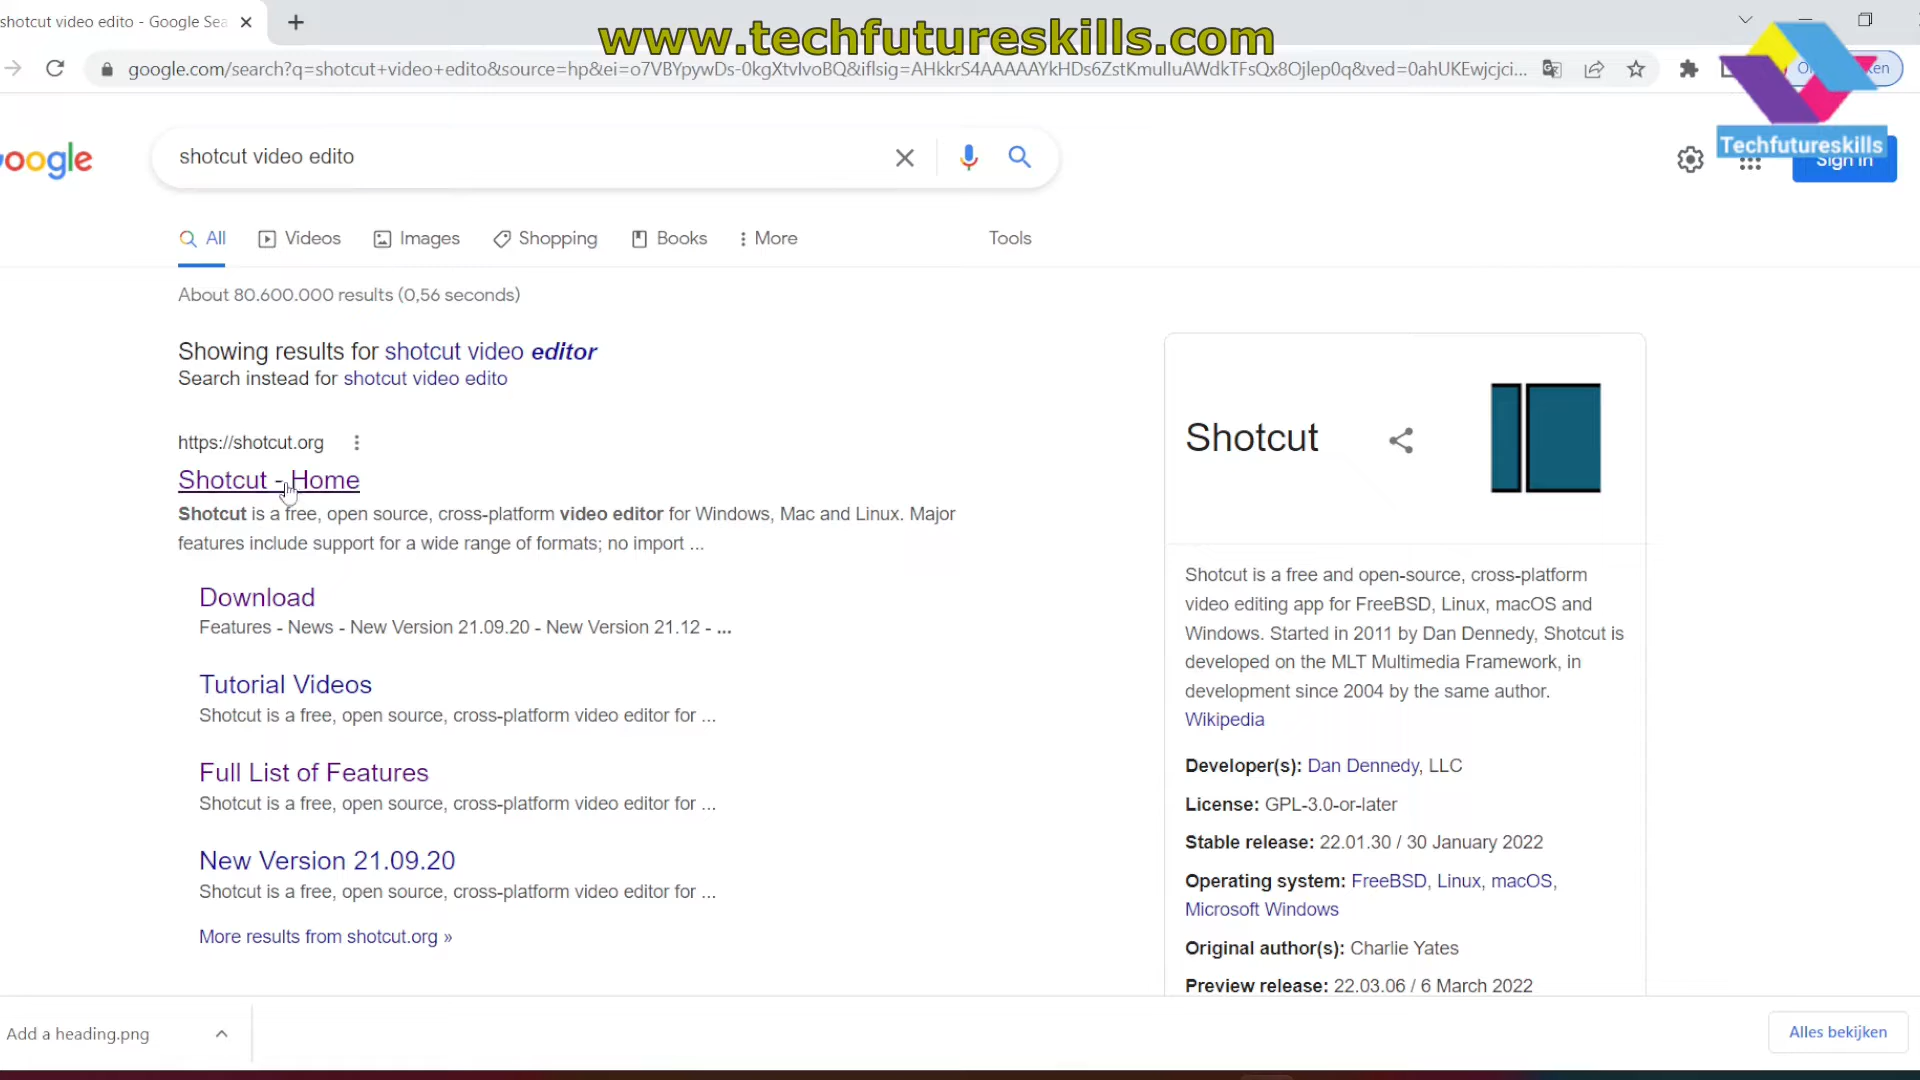 shotcut video edito - Google Sea
www.techfutureskills.com
google.com/search?q=shotcut+video+edito&source=hp&ei=o7VBYpywDs-0kgXtvIvoBQ&iflsig=AHkkrS4AAAAAYkHDs6ZstKmulIuAWdkTFsQx8Ojlep0q&ved=0ahUKEwjcjci...
oogle
shotcut video edito
Techfutureskills
Sign in
All
Videos
Images
Shopping
Books
More
Tools
About 80.600.000 results (0,56 seconds)
Showing results for shotcut video editor
Search instead for shotcut video edito
https://shotcut.org
Shotcut - Home
Shotcut is a free, open source, cross-platform video editor for Windows, Mac and Linux. Major
features include support for a wide range of formats; no import ...
Download
Features - News - New Version 21.09.20 - New Version 21.12 - ...
Tutorial Videos
Shotcut is a free, open source, cross-platform video editor for ...
Full List of Features
Shotcut is a free, open source, cross-platform video editor for ...
New Version 21.09.20
Shotcut is a free, open source, cross-platform video editor for ...
More results from shotcut.org »
Shotcut
Shotcut is a free and open-source, cross-platform
video editing app for FreeBSD, Linux, macOS and
Windows. Started in 2011 by Dan Dennedy, Shotcut is
developed on the MLT Multimedia Framework, in
development since 2004 by the same author.
Wikipedia
Developer(s): Dan Dennedy, LLC
License: GPL-3.0-or-later
Stable release: 22.01.30 / 30 January 2022
Operating system: FreeBSD, Linux, macOS,
Microsoft Windows
Original author(s): Charlie Yates
Preview release: 22.03.06 / 6 March 2022
Add a heading.png
Alles bekijken